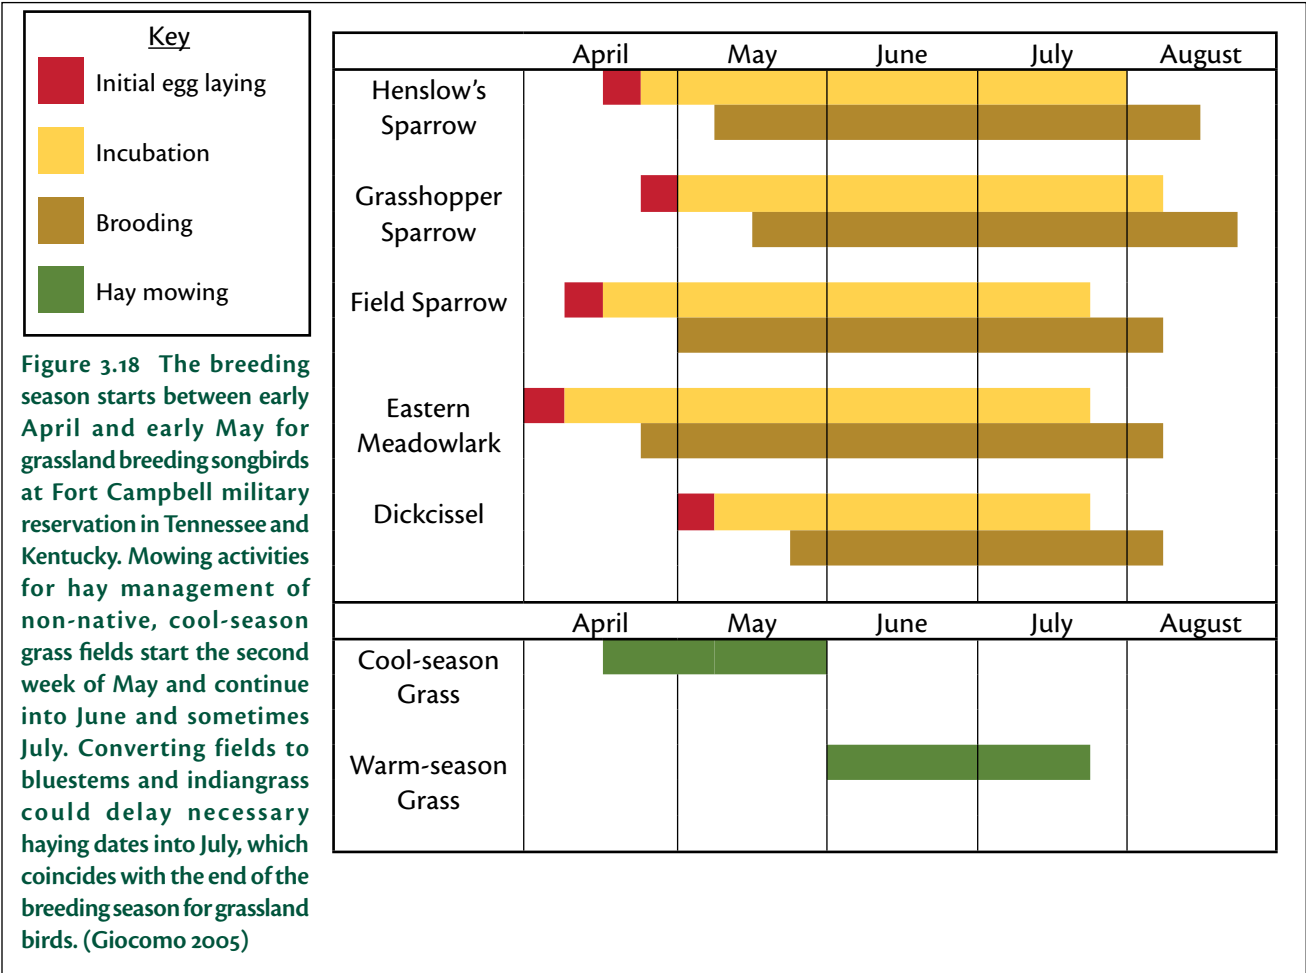 Key
Initial egg laying
Incubation
Brooding
Hay mowing
Figure 3.18 The breeding
season starts between early
April and early May for
grassland breeding songbirds
at Fort Campbell military
reservation in Tennessee and
Kentucky. Mowing activities
for hay management of
non-native, cool-season
grass fields start the second
week of May and continue
into June and sometimes
July. Converting fields to
bluestems and indiangrass
could delay necessary
haying dates into July, which
coincides with the end of the
breeding season for grassland
birds. (Giocomo 2005)
April May June July August
Henslow's
Sparrow
Grasshopper
Sparrow
Field Sparrow
Eastern
Meadowlark
Dickcissel
April May June July August
Cool-season
Grass
Warm-season
Grass